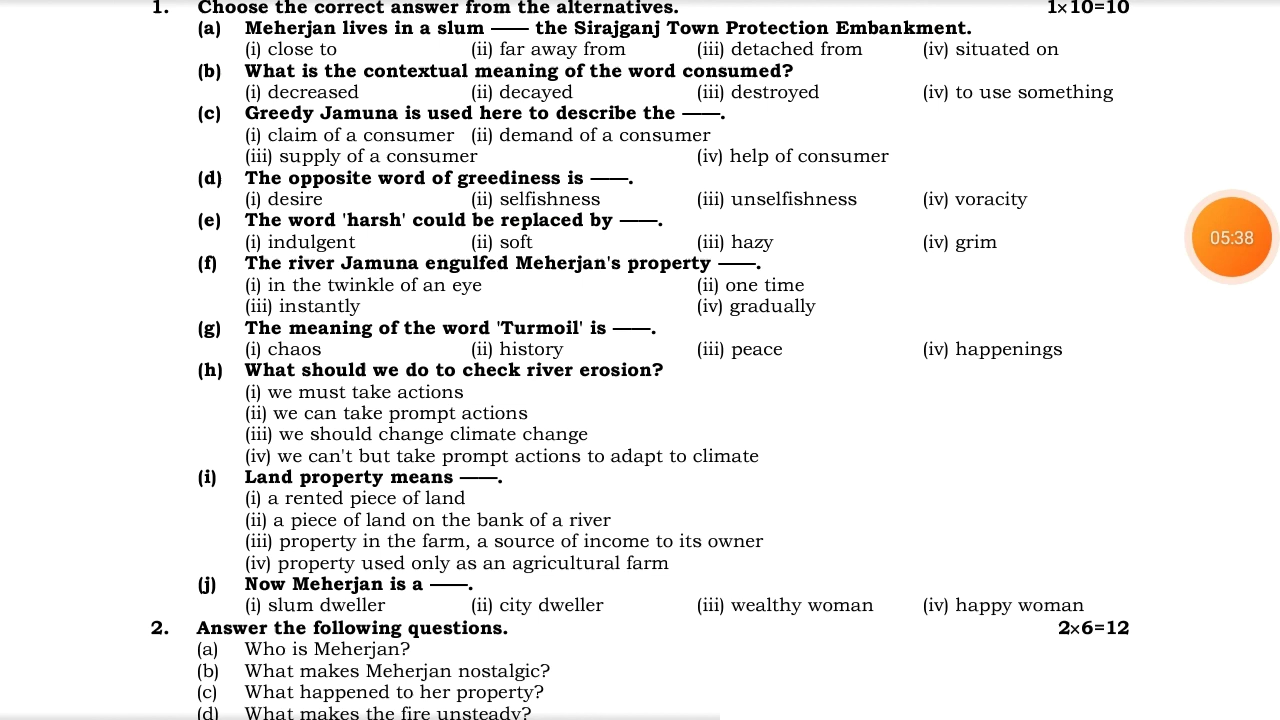 1. Choose the correct answer from the alternatives. 1×10=10
(a) Meherjan lives in a slum —— the Sirajganj Town Protection Embankment.
(i) close to (ii) far away from (iii) detached from (iv) situated on
(b) What is the contextual meaning of the word consumed?
(i) decreased (ii) decayed (iii) destroyed (iv) to use something
(c) Greedy Jamuna is used here to describe the ——.
(i) claim of a consumer (ii) demand of a consumer
(iii) supply of a consumer (iv) help of consumer
(d) The opposite word of greediness is ——.
(i) desire (ii) selfishness (iii) unselfishness (iv) voracity
(e) The word 'harsh' could be replaced by ——.
(i) indulgent (ii) soft (iii) hazy (iv) grim
(f) The river Jamuna engulfed Meherjan's property ——.
(i) in the twinkle of an eye (ii) one time
(iii) instantly (iv) gradually
(g) The meaning of the word 'Turmoil' is ——.
(i) chaos (ii) history (iii) peace (iv) happenings
(h) What should we do to check river erosion?
(i) we must take actions
(ii) we can take prompt actions
(iii) we should change climate change
(iv) we can't but take prompt actions to adapt to climate
(i) Land property means ——.
(i) a rented piece of land
(ii) a piece of land on the bank of a river
(iii) property in the farm, a source of income to its owner
(iv) property used only as an agricultural farm
(j) Now Meherjan is a ——.
(i) slum dweller (ii) city dweller (iii) wealthy woman (iv) happy woman
2. Answer the following questions. 2×6=12
(a) Who is Meherjan?
(b) What makes Meherjan nostalgic?
(c) What happened to her property?
(d) What makes the fire unsteady?
05:38